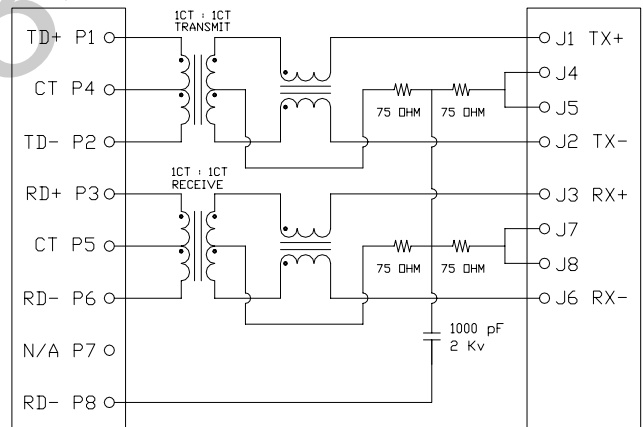 1CT : 1CT
TRANSMIT
TD+ P1
J1 TX+
CT P4
J4
75 OHM
75 OHM
J5
TD- P2
J2 TX-
1CT : 1CT
RECEIVE
RD+ P3
J3 RX+
CT P5
J7
75 OHM
75 OHM
J8
RD- P6
J6 RX-
N/A P7
1000 pF
2 Kv
RD- P8